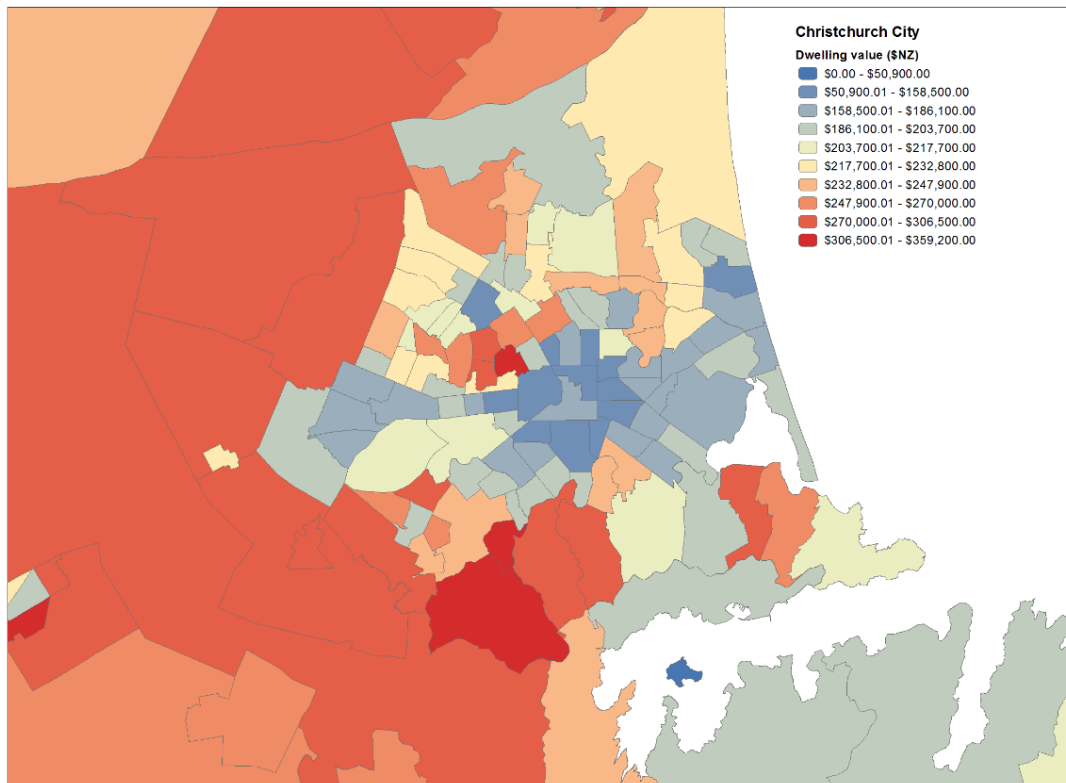 Christchurch City
Dwelling value ($NZ)
$0.00 - $50,900.00
$50,900.01 - $158,500.00
$158,500.01 - $186,100.00
$186,100.01 - $203,700.00
$203,700.01 - $217,700.00
$217,700.01 - $232,800.00
$232,800.01 - $247,900.00
$247,900.01 - $270,000.00
$270,000.01 - $306,500.00
$306,500.01 - $359,200.00